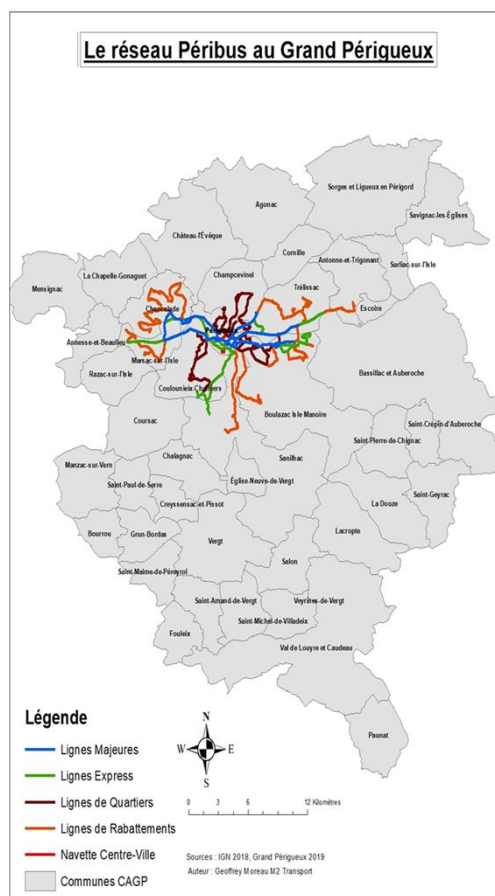 Le réseau Péribus au Grand Périgueux
Sorges et Ligueux en Périgord
Agonac
Savignac-les-Églises
Château-l'Évêque
Cornille
Antonne-et-Trigonant
Sarliac-sur-l'Isle
La Chapelle-Gonaguet
Champcevinel
Mensignac
Trélissac
Chancelade
Escoire
Périgueux
Annesse-et-Beaulieu
Marsac-sur-l'Isle
Razac-sur-l'Isle
Bassillac et Auberoche
Coulounieix-Chamiers
Boulazac Isle Manoire
Coursac
Saint-Crépin-d'Auberoche
Saint-Pierre-de-Chignac
Chalagnac
Sanilhac
Manzac-sur-Vern
Église-Neuve-de-Vergt
Saint-Paul-de-Serre
Saint-Geyrac
La Douze
Creyssensac-et-Pissot
Bourrou
Grun-Bordas
Vergt
Lacropte
Salon
Saint-Maime-de-Péreyrol
Saint-Amand-de-Vergt
Veyrines-de-Vergt
Saint-Michel-de-Villadeix
Fouleix
Val de Louyre et Caudeau
Paunat
Légende
Lignes Majeures
Lignes Express
Lignes de Quartiers
Lignes de Rabattements
Navette Centre-Ville
Communes CAGP
N
W
E
S
0 3 6 12 Kilomètres
Sources : IGN 2018, Grand Périgueux 2019
Auteur : Geoffrey Moreau M2 Transport